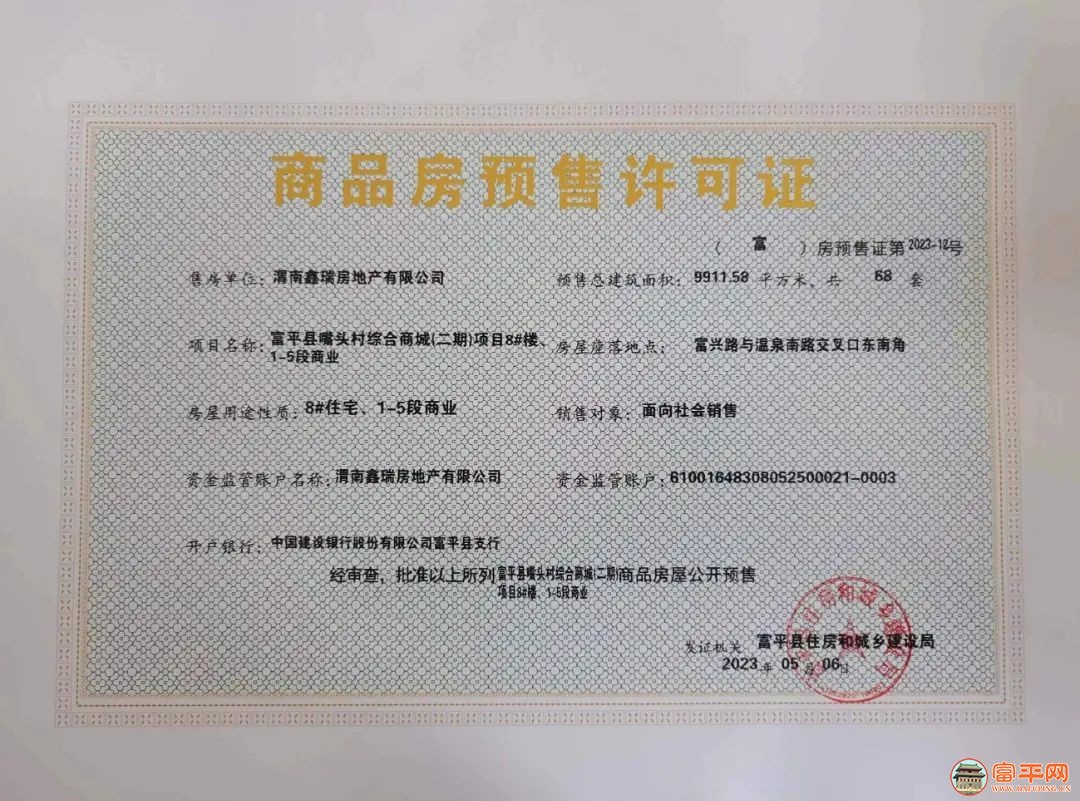 商品房预售许可证
（ 富 ）房预售证第2023-12号
售房单位：渭南鑫瑞房地产有限公司 预售总建筑面积：9911.58 平方米，共 68 套
项目名称：富平县嘴头村综合商城(二期)项目8#楼、
1-5段商业
房屋座落地点：富兴路与温泉南路交叉口东南角
房屋用途性质：8#住宅、1-5段商业 销售对象：面向社会销售
资金监管账户名称：渭南鑫瑞房地产有限公司 资金监管账户：61001648308052500021-0003
开户银行：中国建设银行股份有限公司富平县支行
经审查，批准以上所列富平县嘴头村综合商城(二期)商品房屋公开预售
项目8#楼、1-5段商业
发证机关 富平县住房和城乡建设局
2023年 05月 06日
富平网